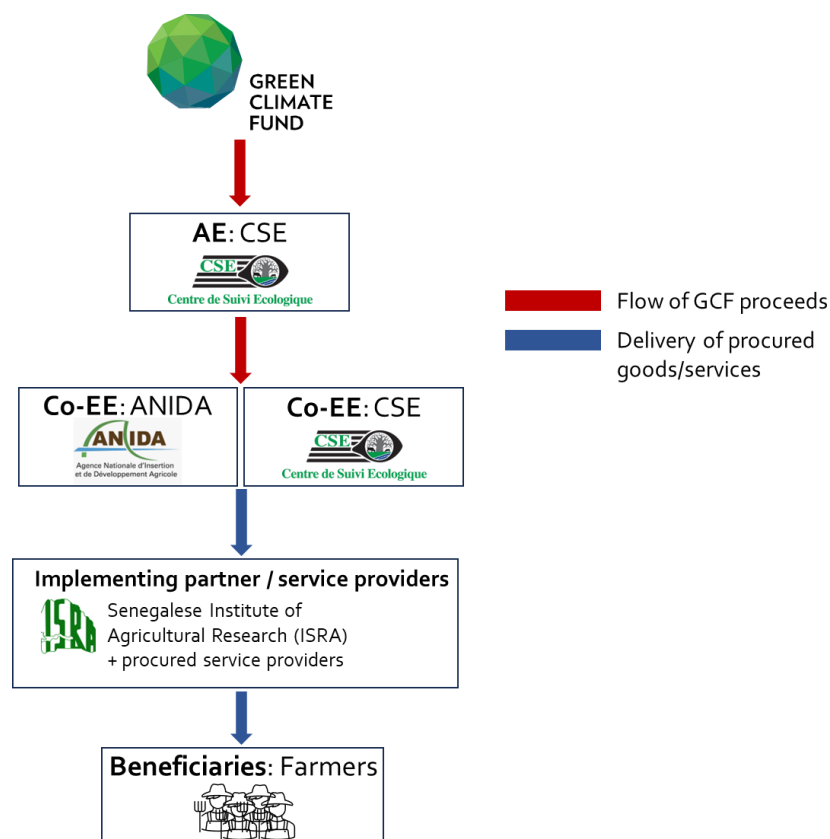 GREEN
CLIMATE
FUND
AE: CSE
CSE
Centre de Suivi Ecologique
Flow of GCF proceeds
Delivery of procured
goods/services
Co-EE: ANIDA
ANIDA
Agence Nationale d'Insertion
et de Développement Agricole
Co-EE: CSE
CSE
Centre de Suivi Ecologique
Implementing partner / service providers
ISRA
Senegalese Institute of
Agricultural Research (ISRA)
+ procured service providers
Beneficiaries: Farmers